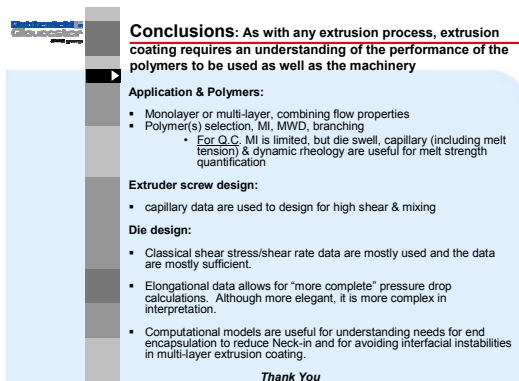 Battenfeld
Gloucester
Conclusions: As with any extrusion process, extrusion
coating requires an understanding of the performance of the
polymers to be used as well as the machinery
Application & Polymers:
▪ Monolayer or multi-layer, combining flow properties
▪ Polymer(s) selection, MI, MWD, branching
• For Q.C. MI is limited, but die swell, capillary (including melt
tension) & dynamic rheology are useful for melt strength
quantification
Extruder screw design:
▪ capillary data are used to design for high shear & mixing
Die design:
▪ Classical shear stress/shear rate data are mostly used and the data
are mostly sufficient.
▪ Elongational data allows for “more complete” pressure drop
calculations. Although more elegant, it is more complex in
interpretation.
▪ Computational models are useful for understanding needs for end
encapsulation to reduce Neck-in and for avoiding interfacial instabilities
in multi-layer extrusion coating.
Thank You